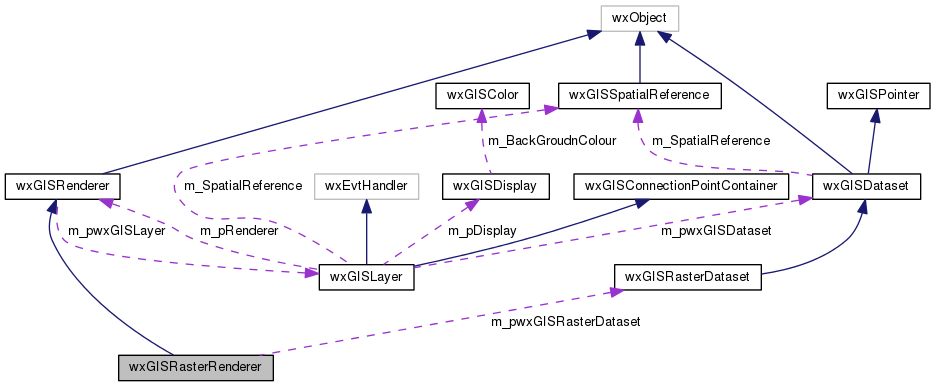 wxObject
wxGISColor
wxGISSpatialReference
wxGISPointer
m_BackGroudnColour
m_SpatialReference
wxGISRenderer
m_SpatialReference
wxEvtHandler
wxGISDisplay
wxGISConnectionPointContainer
wxGISDataset
m_pwxGISLayer
m_pRenderer
m_pDisplay
m_pwxGISDataset
wxGISLayer
wxGISRasterDataset
m_pwxGISRasterDataset
wxGISRasterRenderer